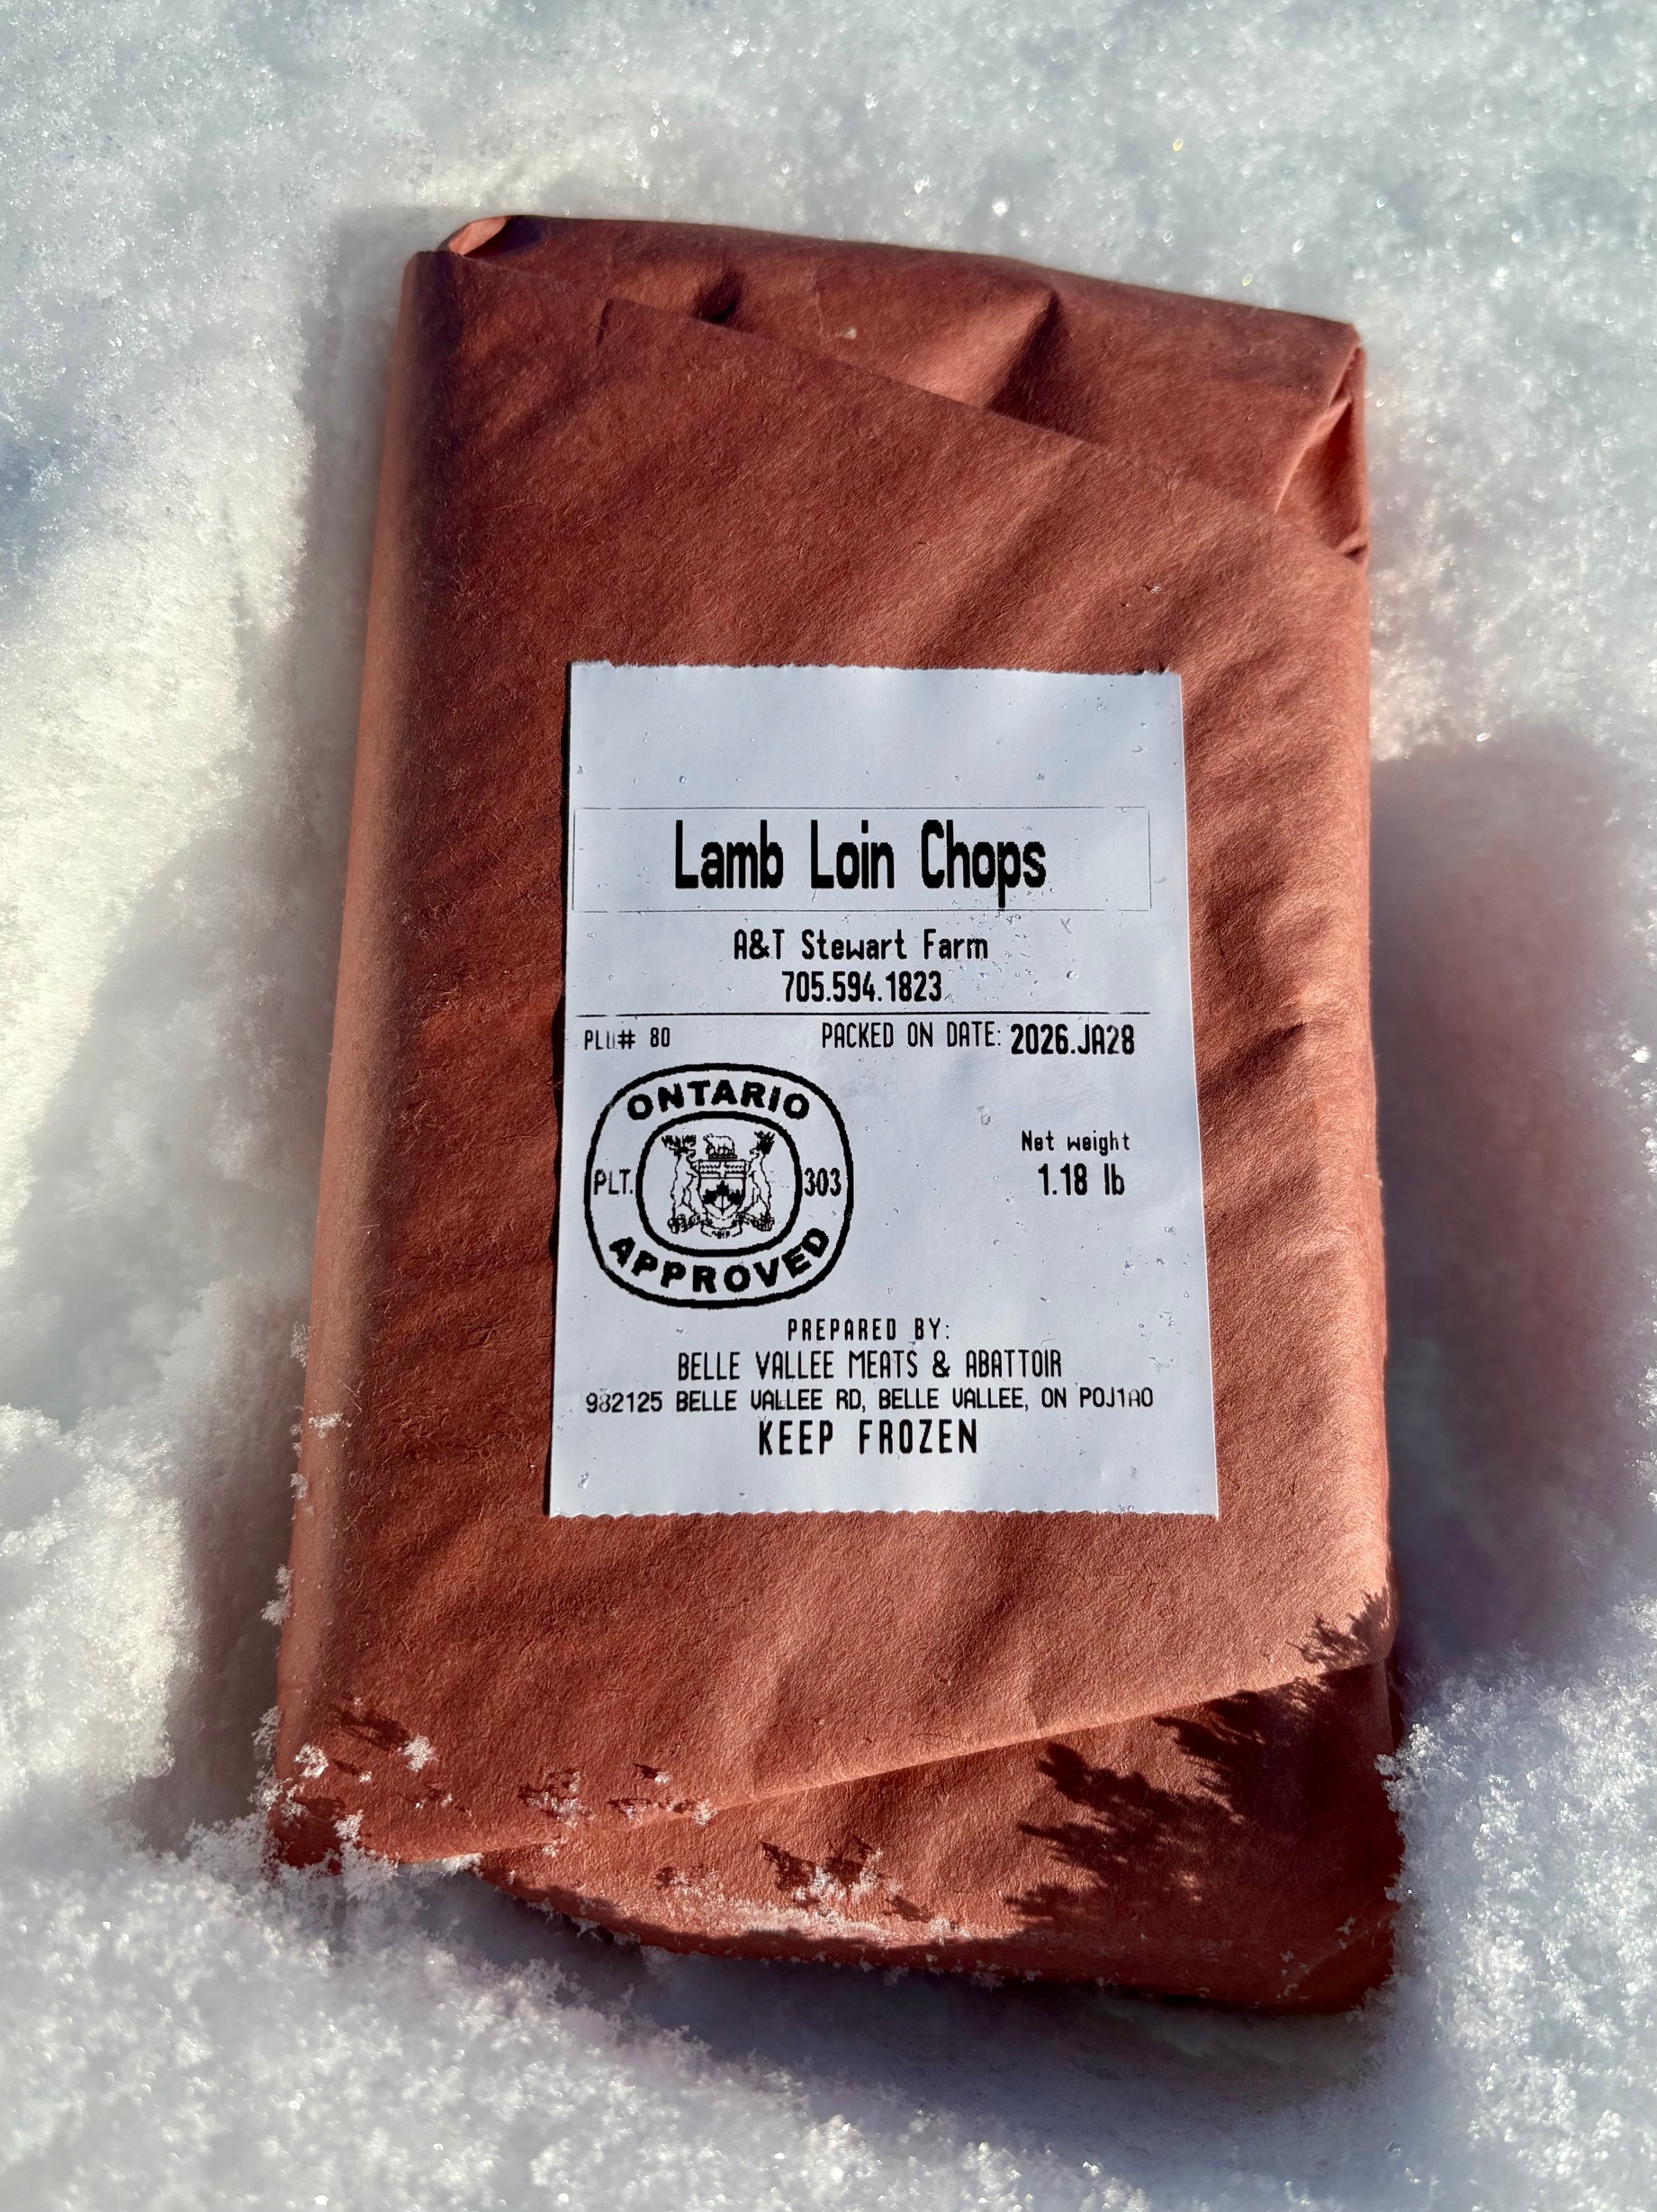 Lamb Loin Chops
A&T Stewart Farm
705.594.1823
PLU# 80 PACKED ON DATE: 2026.JA28
ONTARIO
PLT. 303
APPROVED
Net weight
1.18 lb
PREPARED BY:
BELLE VALLEE MEATS & ABATTOIR
982125 BELLE VALLEE RD, BELLE VALLEE, ON P0J1A0
KEEP FROZEN